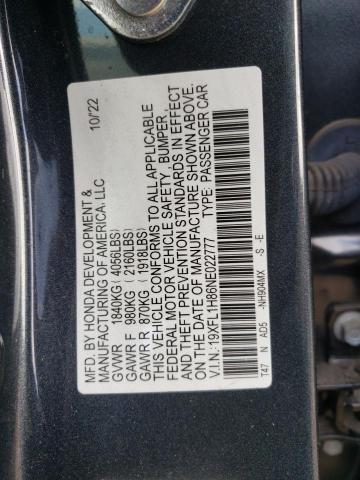 MFD. BY HONDA DEVELOPMENT & 10/22
MANUFACTURING OF AMERICA, LLC
GVWR 1840KG ( 4056LBS)
GAWR F 980KG ( 2160LBS)
GAWR R 870KG ( 1918LBS)
THIS VEHICLE CONFORMS TO ALL APPLICABLE
FEDERAL MOTOR VEHICLE SAFETY, BUMPER,
AND THEFT PREVENTION STANDARDS IN EFFECT
ON THE DATE OF MANUFACTURE SHOWN ABOVE.
V.I.N.:19XFL1H86NE022777 TYPE: PASSENGER CAR
T47 N AD5 -NH904MX -S -E